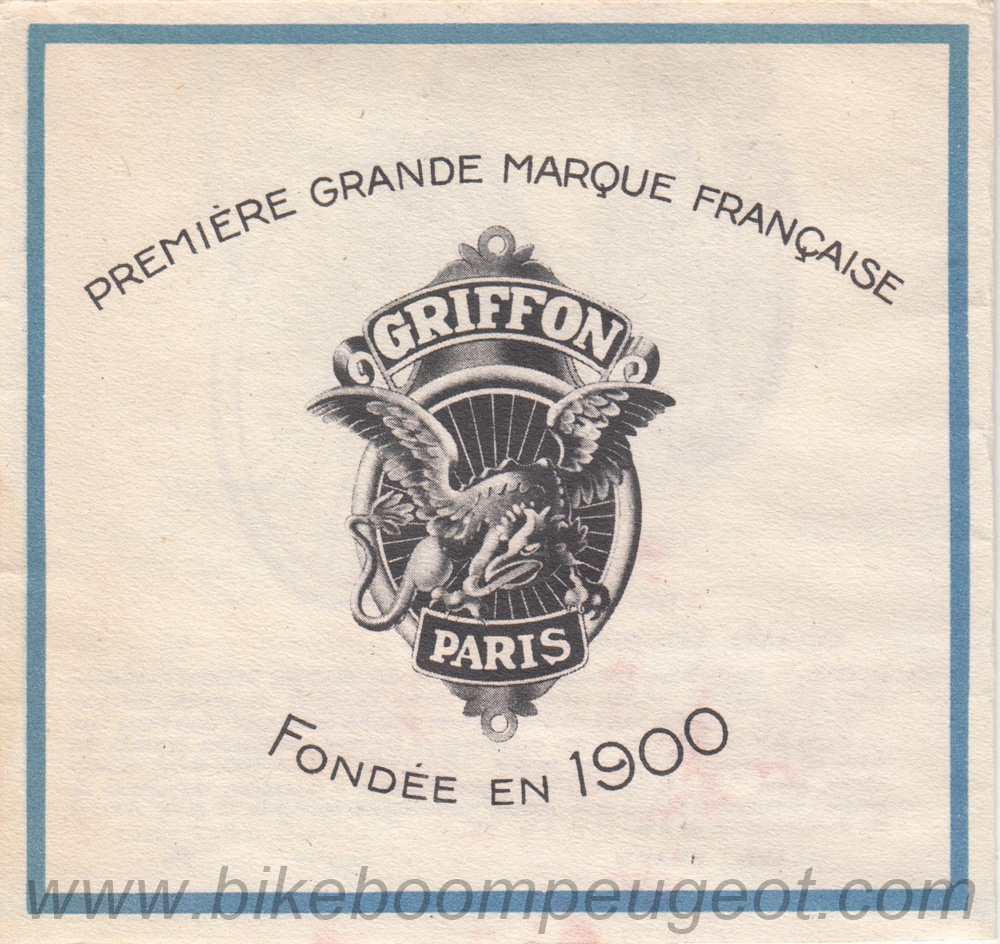 PREMIÈRE GRANDE MARQUE FRANÇAISE
GRIFFON
PARIS
FONDÉE EN 1900
www.bikeboompeugeot.com